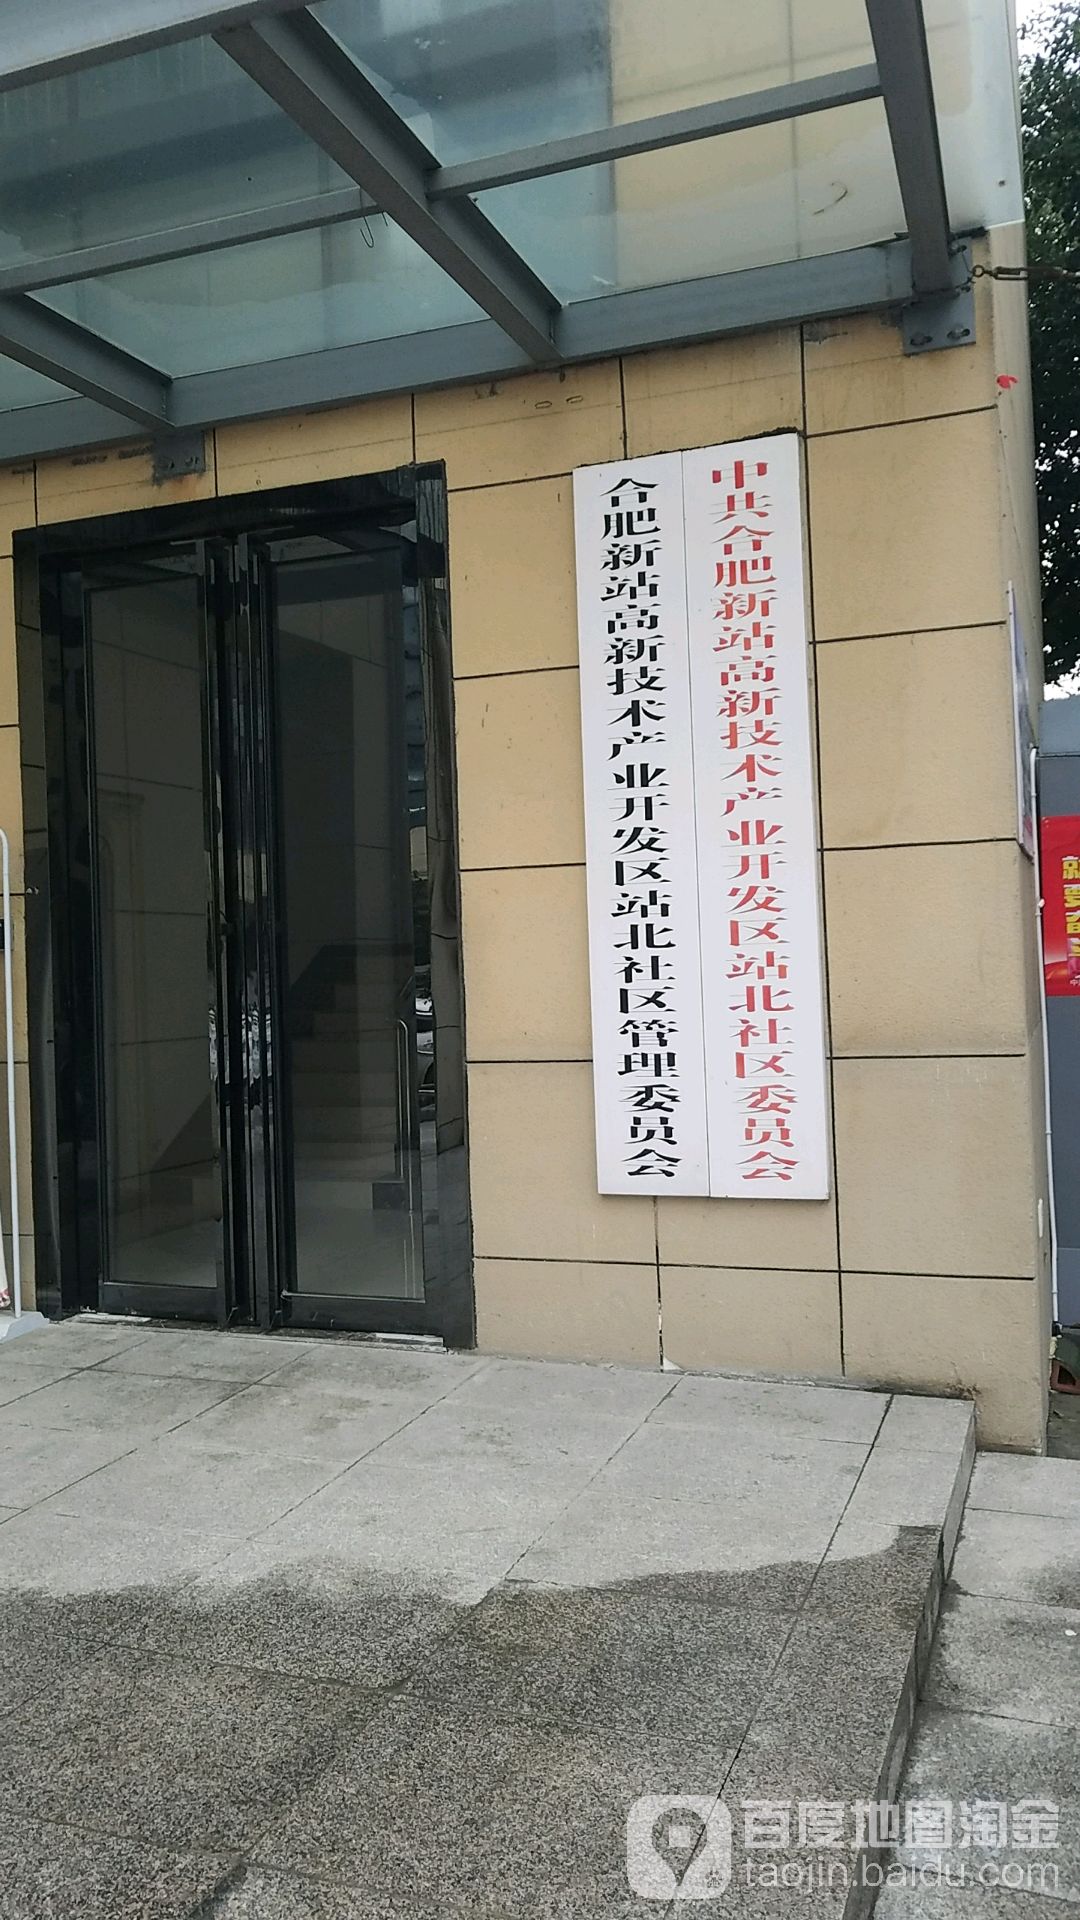 中共合肥新站高新技术产业开发区站北社区委员会
合肥新站高新技术产业开发区站北社区管理委员会
百度地图淘金
taojin.baidu.com